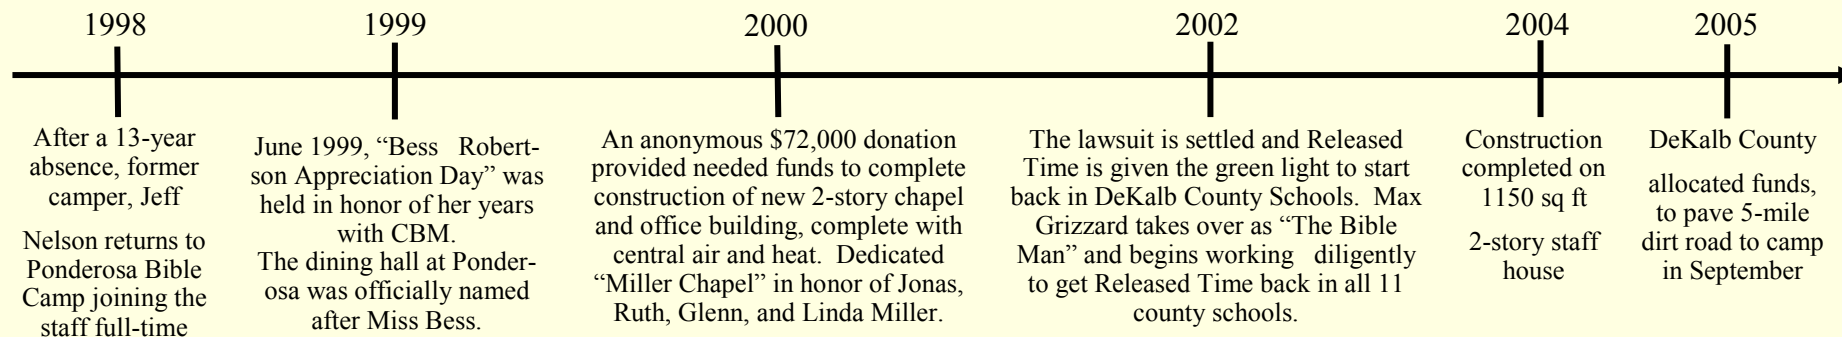 1998
After a 13-year
absence, former
camper, Jeff
Nelson returns to
Ponderosa Bible
Camp joining the
staff full-time
1999
June 1999, “Bess Robert-
son Appreciation Day” was
held in honor of her years
with CBM.
The dining hall at Ponder-
osa was officially named
after Miss Bess.
2000
An anonymous $72,000 donation
provided needed funds to complete
construction of new 2-story chapel
and office building, complete with
central air and heat. Dedicated
“Miller Chapel” in honor of Jonas,
Ruth, Glenn, and Linda Miller.
2002
The lawsuit is settled and Released
Time is given the green light to start
back in DeKalb County Schools. Max
Grizzard takes over as “The Bible
Man” and begins working diligently
to get Released Time back in all 11
county schools.
2004
Construction
completed on
1150 sq ft
2-story staff
house
2005
DeKalb County
allocated funds,
to pave 5-mile
dirt road to camp
in September